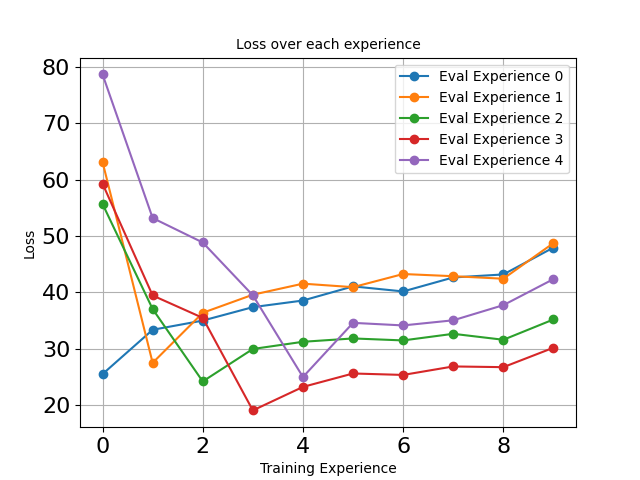 Loss over each experience
80
70
60
50
40
30
20
Loss
0 2 4 6 8
Training Experience
Eval Experience 0
Eval Experience 1
Eval Experience 2
Eval Experience 3
Eval Experience 4